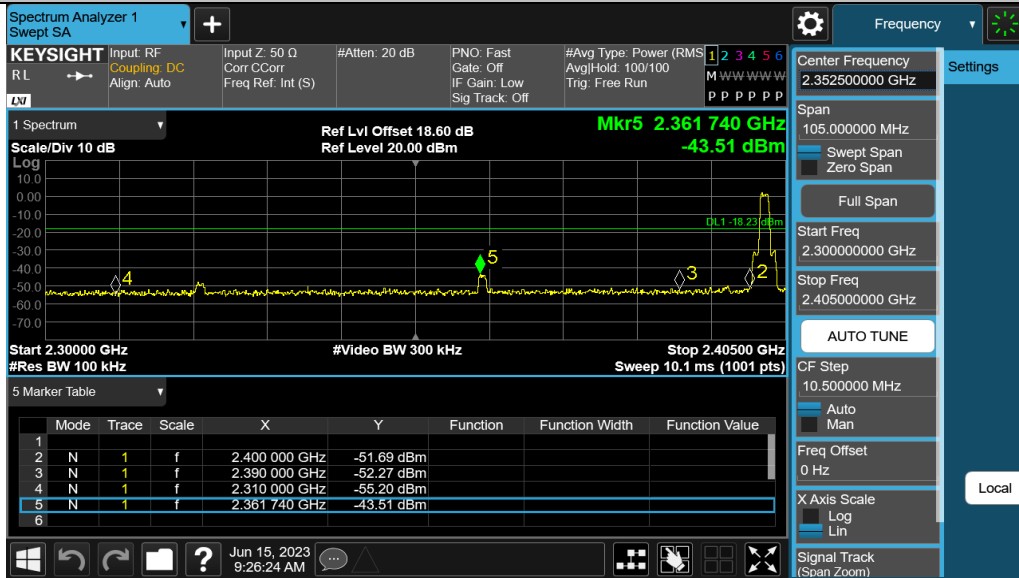 Spectrum Analyzer 1
Swept SA
+
Frequency
KEYSIGHT
RL
LXI
Input: RF
Coupling: DC
Align: Auto
Input Z: 50 Ω
Corr CCorr
Freq Ref: Int (S)
#Atten: 20 dB
PNO: Fast
Gate: Off
IF Gain: Low
Sig Track: Off
#Avg Type: Power (RMS
Avg|Hold: 100/100
Trig: Free Run
1 2 3 4 5 6
M W W W W W
P P P P P P
1 Spectrum
Scale/Div 10 dB
Ref Lvl Offset 18.60 dB
Ref Level 20.00 dBm
Mkr5 2.361 740 GHz
-43.51 dBm
Log
10.0
0.00
-10.0
-20.0
-30.0
-40.0
-50.0
-60.0
-70.0
DL1 -18.23 dBm
4
5
3
2
Start 2.30000 GHz
#Video BW 300 kHz
Stop 2.40500 GHz
#Res BW 100 kHz
Sweep 10.1 ms (1001 pts)
5 Marker Table
Mode Trace Scale X Y Function Function Width Function Value
1
2 N 1 f 2.400 000 GHz -51.69 dBm
3 N 1 f 2.390 000 GHz -52.27 dBm
4 N 1 f 2.310 000 GHz -55.20 dBm
5 N 1 f 2.361 740 GHz -43.51 dBm
6
?
Jun 15, 2023
9:26:24 AM
Center Frequency
2.352500000 GHz
Span
105.000000 MHz
Swept Span
Zero Span
Full Span
Start Freq
2.300000000 GHz
Stop Freq
2.405000000 GHz
AUTO TUNE
CF Step
10.500000 MHz
Auto
Man
Freq Offset
0 Hz
X Axis Scale
Log
Lin
Signal Track
(Span Zoom)
Settings
Local